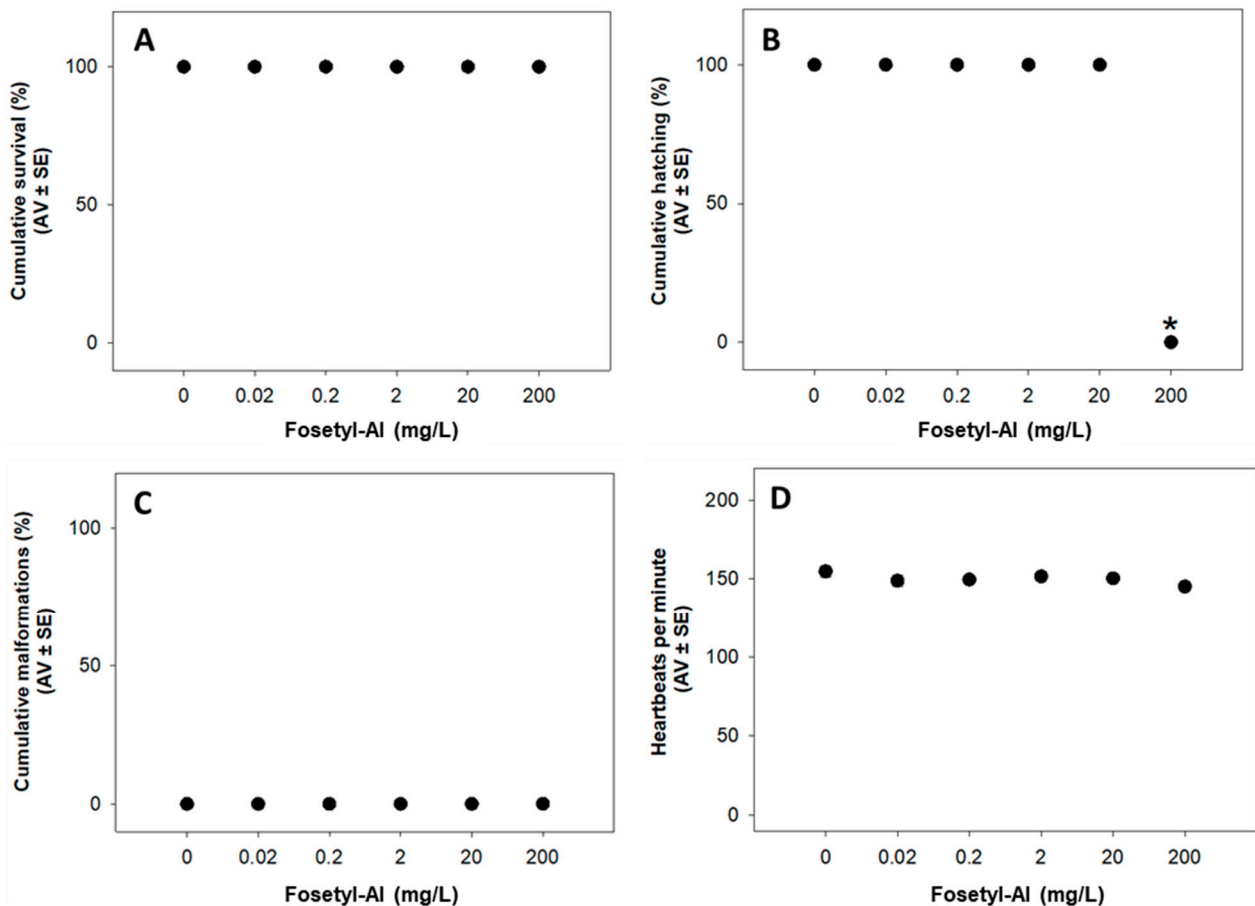 A
Cumulative survival (%)
(AV ± SE)
100
50
0
0 0.02 0.2 2 20 200
Fosetyl-Al (mg/L)
B
Cumulative hatching (%)
(AV ± SE)
100
50
0
*
0 0.02 0.2 2 20 200
Fosetyl-Al (mg/L)
C
Cumulative malformations (%)
(AV ± SE)
100
50
0
0 0.02 0.2 2 20 200
Fosetyl-Al (mg/L)
D
Heartbeats per minute
(AV ± SE)
200
150
100
50
0
0 0.02 0.2 2 20 200
Fosetyl-Al (mg/L)